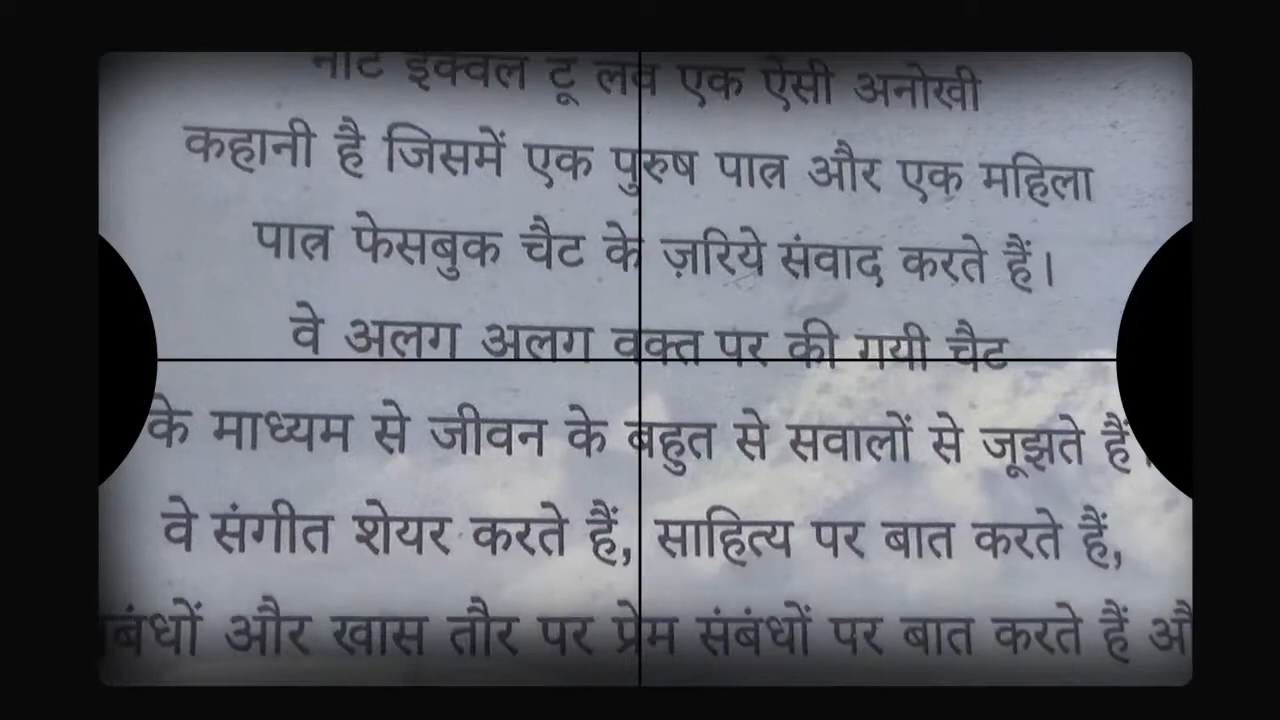 नॉट इक्वल टू लव एक ऐसी अनोखी
कहानी है जिसमें एक पुरुष पात्र और एक महिला
पात्र फेसबुक चैट के ज़रिये संवाद करते हैं।
वे अलग अलग वक्त पर की गयी चैट
के माध्यम से जीवन के बहुत से सवालों से जूझते हैं।
वे संगीत शेयर करते हैं, साहित्य पर बात करते हैं,
और खास तौर पर प्रेम संबंधों पर बात करते हैं